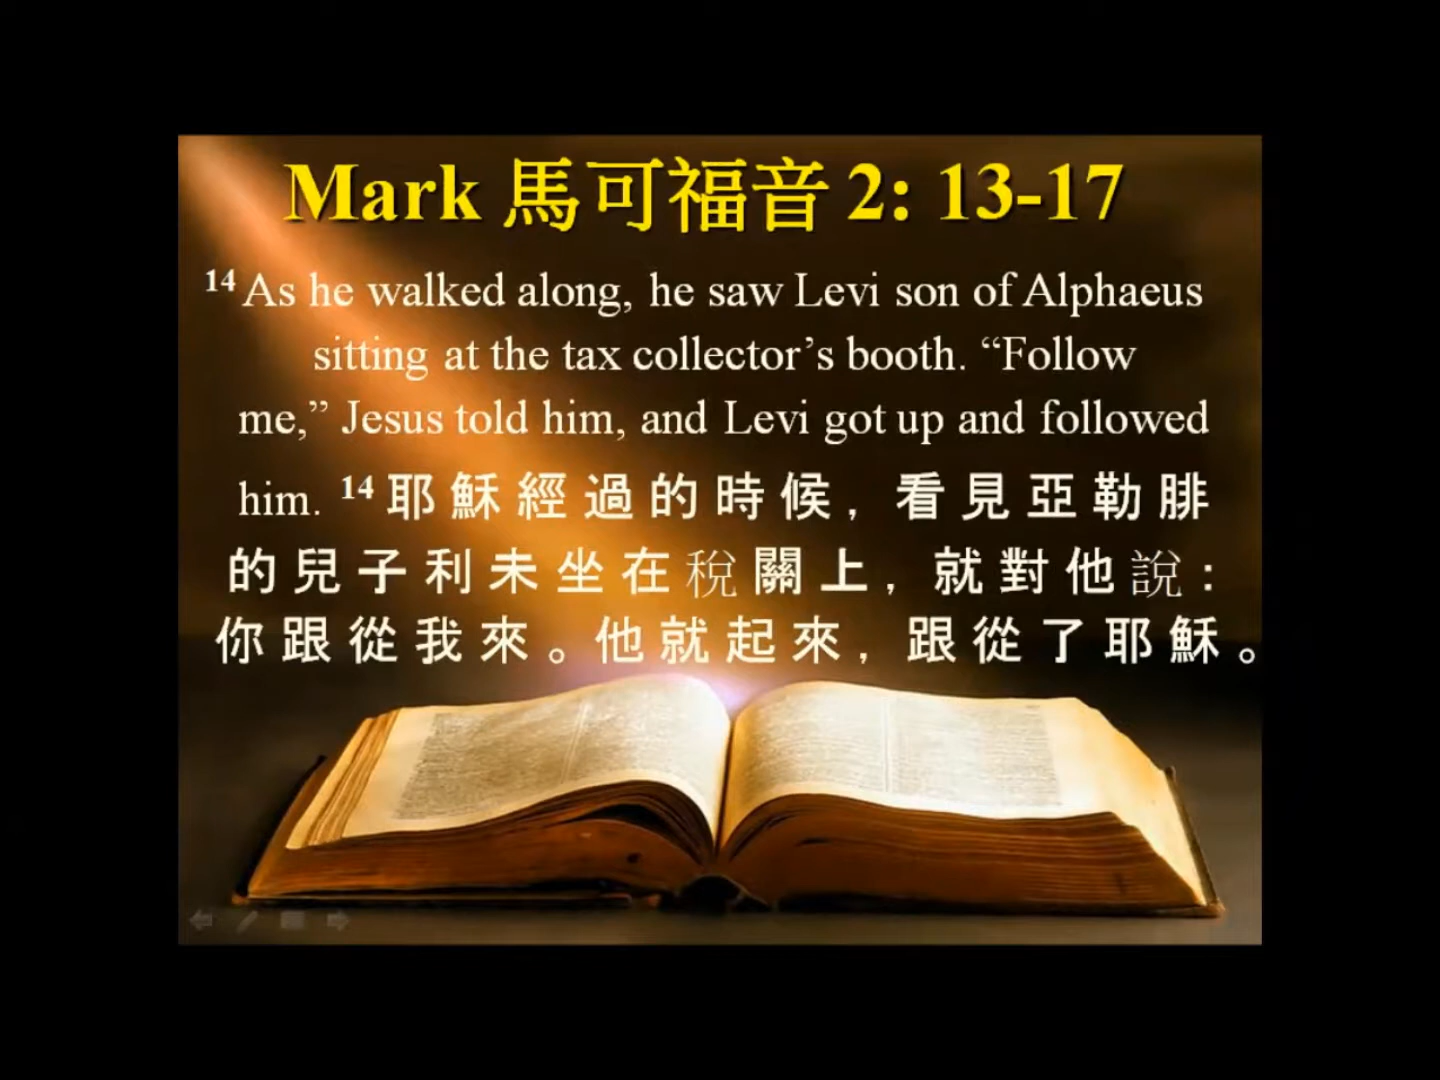 Mark 馬可福音 2: 13-17
14 As he walked along, he saw Levi son of Alphaeus
sitting at the tax collector’s booth. “Follow
me,” Jesus told him, and Levi got up and followed
him. 14 耶 穌 經 過 的 時 候 , 看 見 亞 勒 腓
的 兒 子 利 未 坐 在 稅 關 上 , 就 對 他 說 :
你 跟 從 我 來 。 他 就 起 來 , 跟 從 了 耶 穌 。